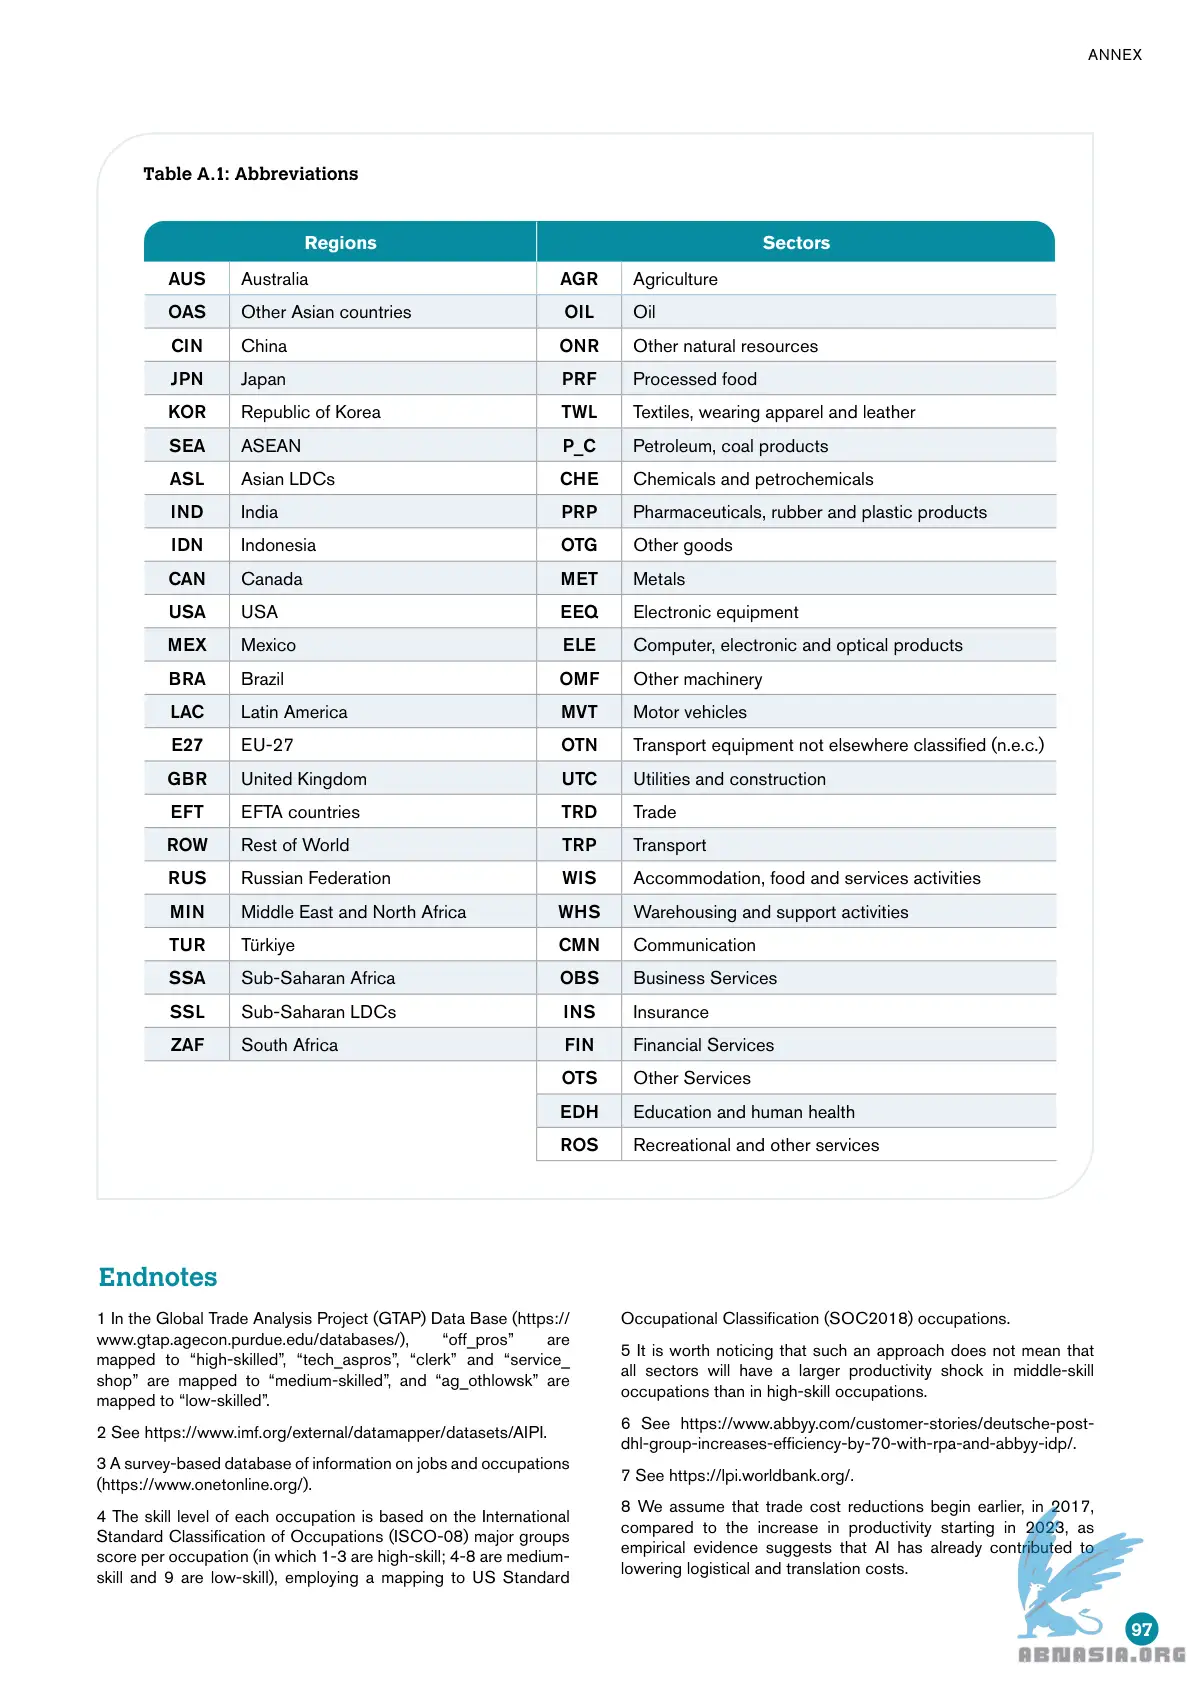 ANNEX
Table A.1: Abbreviations
Regions Sectors
AUS Australia AGR Agriculture
OAS Other Asian countries OIL Oil
CIN China ONR Other natural resources
JPN Japan PRF Processed food
KOR Republic of Korea TWL Textiles, wearing apparel and leather
SEA ASEAN P_C Petroleum, coal products
ASL Asian LDCs CHE Chemicals and petrochemicals
IND India PRP Pharmaceuticals, rubber and plastic products
IDN Indonesia OTG Other goods
CAN Canada MET Metals
USA USA EEQ Electronic equipment
MEX Mexico ELE Computer, electronic and optical products
BRA Brazil OMF Other machinery
LAC Latin America MVT Motor vehicles
E27 EU-27 OTN Transport equipment not elsewhere classified (n.e.c.)
GBR United Kingdom UTC Utilities and construction
EFT EFTA countries TRD Trade
ROW Rest of World TRP Transport
RUS Russian Federation WIS Accommodation, food and services activities
MIN Middle East and North Africa WHS Warehousing and support activities
TUR Türkiye CMN Communication
SSA Sub-Saharan Africa OBS Business Services
SSL Sub-Saharan LDCs INS Insurance
ZAF South Africa FIN Financial Services
OTS Other Services
EDH Education and human health
ROS Recreational and other services
Endnotes
1 In the Global Trade Analysis Project (GTAP) Data Base (https://
www.gtap.agecon.purdue.edu/databases/), “off_pros” are
mapped to “high-skilled”, “tech_aspros”, “clerk” and “service_
shop” are mapped to “medium-skilled”, and “ag_othlowsk” are
mapped to “low-skilled”.
2 See https://www.imf.org/external/datamapper/datasets/AIPI.
3 A survey-based database of information on jobs and occupations
(https://www.onetonline.org/).
4 The skill level of each occupation is based on the International
Standard Classification of Occupations (ISCO-08) major groups
score per occupation (in which 1-3 are high-skill; 4-8 are medium-
skill and 9 are low-skill), employing a mapping to US Standard
Occupational Classification (SOC2018) occupations.
5 It is worth noticing that such an approach does not mean that
all sectors will have a larger productivity shock in middle-skill
occupations than in high-skill occupations.
6 See https://www.abbyy.com/customer-stories/deutsche-post-
dhl-group-increases-efficiency-by-70-with-rpa-and-abbyy-idp/.
7 See https://lpi.worldbank.org/.
8 We assume that trade cost reductions begin earlier, in 2017,
compared to the increase in productivity starting in 2023, as
empirical evidence suggests that AI has already contributed to
lowering logistical and translation costs.
97
ABNASIA.ORG